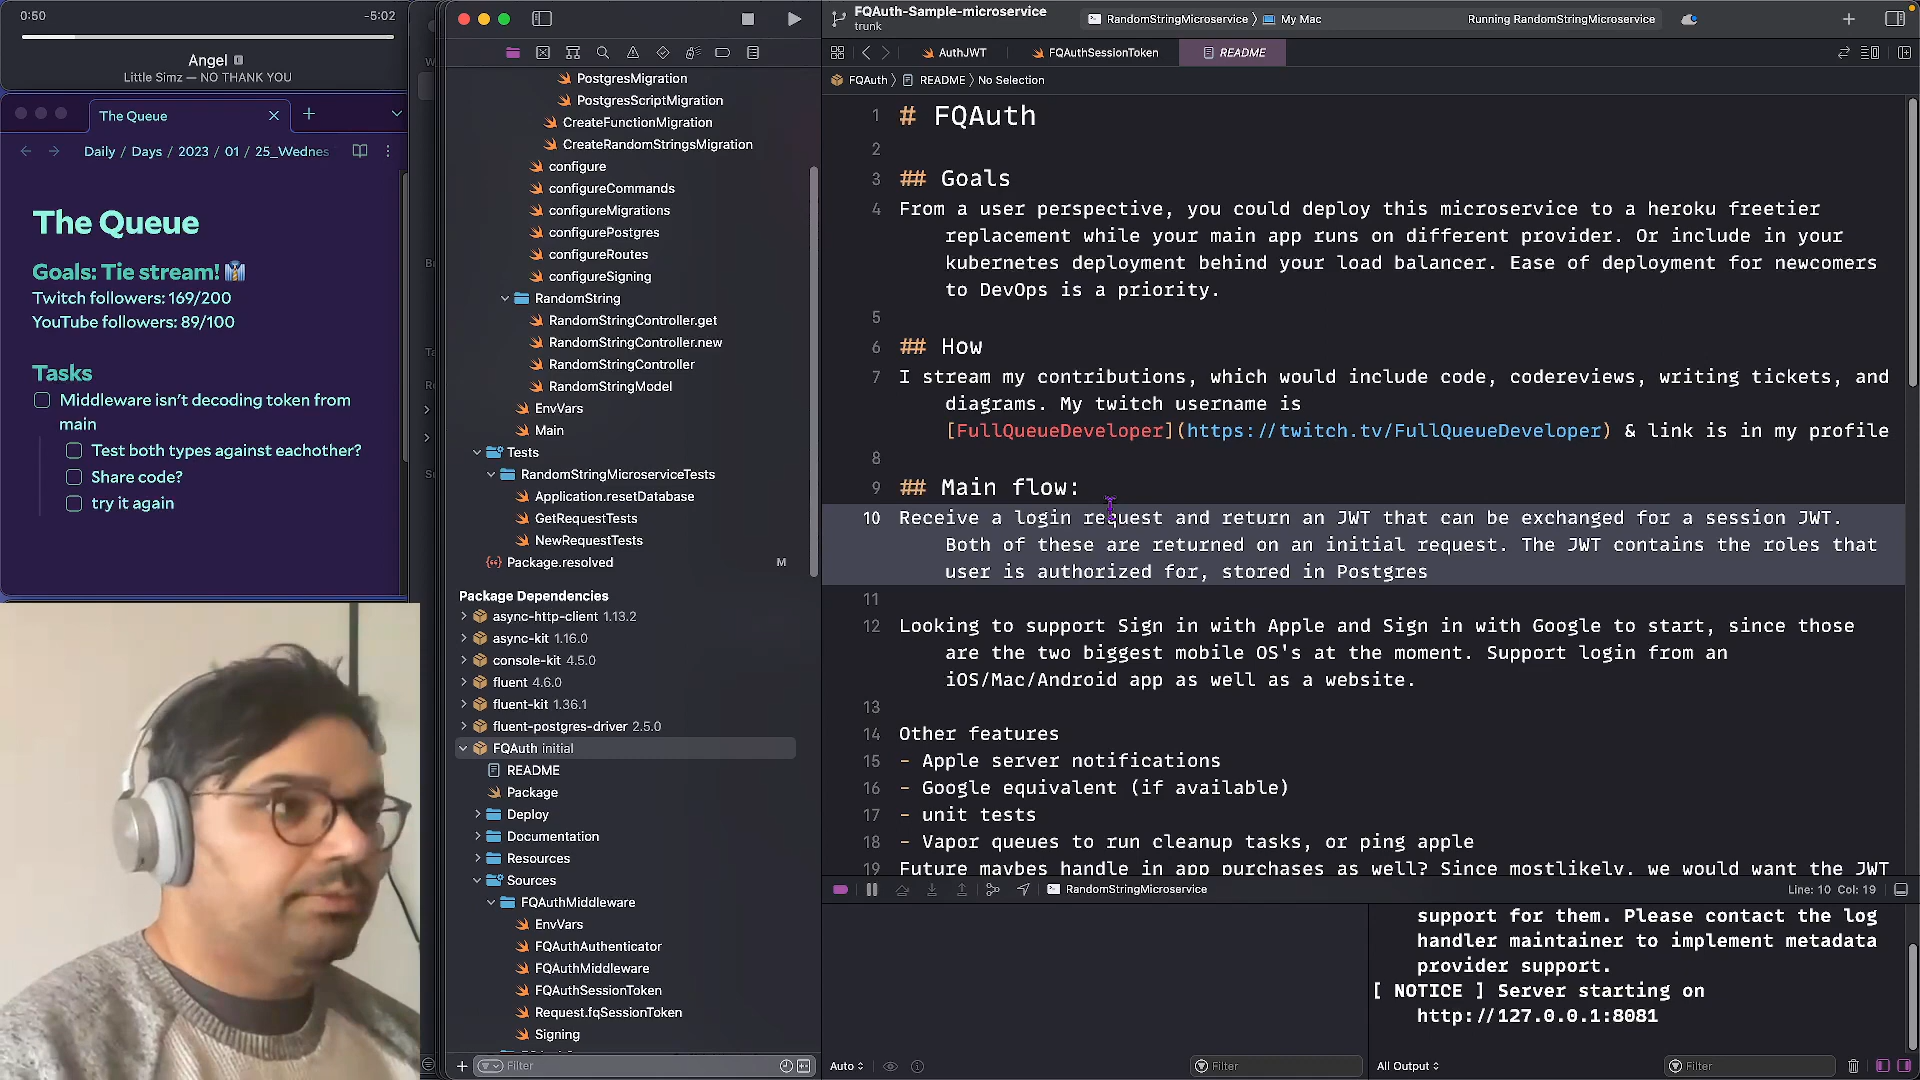 0:50
-5:02
Angel E
Little Simz — NO THANK YOU
The Queue
Daily / Days / 2023 / 01 / 25_Wednes
The Queue
Goals: Tie stream! 👔
Twitch followers: 169/200
YouTube followers: 89/100
Tasks
Middleware isn't decoding token from
main
Test both types against eachother?
Share code?
try it again
PostgresMigration
PostgresScriptMigration
CreateFunctionMigration
CreateRandomStringsMigration
configure
configureCommands
configureMigrations
configurePostgres
configureRoutes
configureSigning
RandomString
RandomStringController.get
RandomStringController.new
RandomStringController
RandomStringModel
EnvVars
Main
Tests
RandomStringMicroserviceTests
Application.resetDatabase
GetRequestTests
NewRequestTests
Package.resolved M
Package Dependencies
async-http-client 1.13.2
async-kit 1.16.0
console-kit 4.5.0
fluent 4.6.0
fluent-kit 1.36.1
fluent-postgres-driver 2.5.0
FQAuth initial
README
Package
Deploy
Documentation
Resources
Sources
FQAuthMiddleware
EnvVars
FQAuthAuthenticator
FQAuthMiddleware
FQAuthSessionToken
Request.fqSessionToken
Signing
Filter
FQAuth-Sample-microservice
trunk
RandomStringMicroservice 〉 My Mac
Running RandomStringMicroservice
AuthJWT
FQAuthSessionToken
README
FQAuth 〉 README 〉 No Selection
1 # FQAuth
2
3 ## Goals
4 From a user perspective, you could deploy this microservice to a heroku freetier
replacement while your main app runs on different provider. Or include in your
kubernetes deployment behind your load balancer. Ease of deployment for newcomers
to DevOps is a priority.
5
6 ## How
7 I stream my contributions, which would include code, codereviews, writing tickets, and
diagrams. My twitch username is
[FullQueueDeveloper](https://twitch.tv/FullQueueDeveloper) & link is in my profile
8
9 ## Main flow:
10 Receive a login request and return an JWT that can be exchanged for a session JWT.
Both of these are returned on an initial request. The JWT contains the roles that
user is authorized for, stored in Postgres
11
12 Looking to support Sign in with Apple and Sign in with Google to start, since those
are the two biggest mobile OS's at the moment. Support login from an
iOS/Mac/Android app as well as a website.
13
14 Other features
15 - Apple server notifications
16 - Google equivalent (if available)
17 - unit tests
18 - Vapor queues to run cleanup tasks, or ping apple
19 Future maybes handle in app purchases as well? Since mostlikely, we would want the JWT
RandomStringMicroservice
Line: 10 Col: 19
support for them. Please contact the log
handler maintainer to implement metadata
provider support.
[ NOTICE ] Server starting on
http://127.0.0.1:8081
Auto
Filter
All Output
Filter